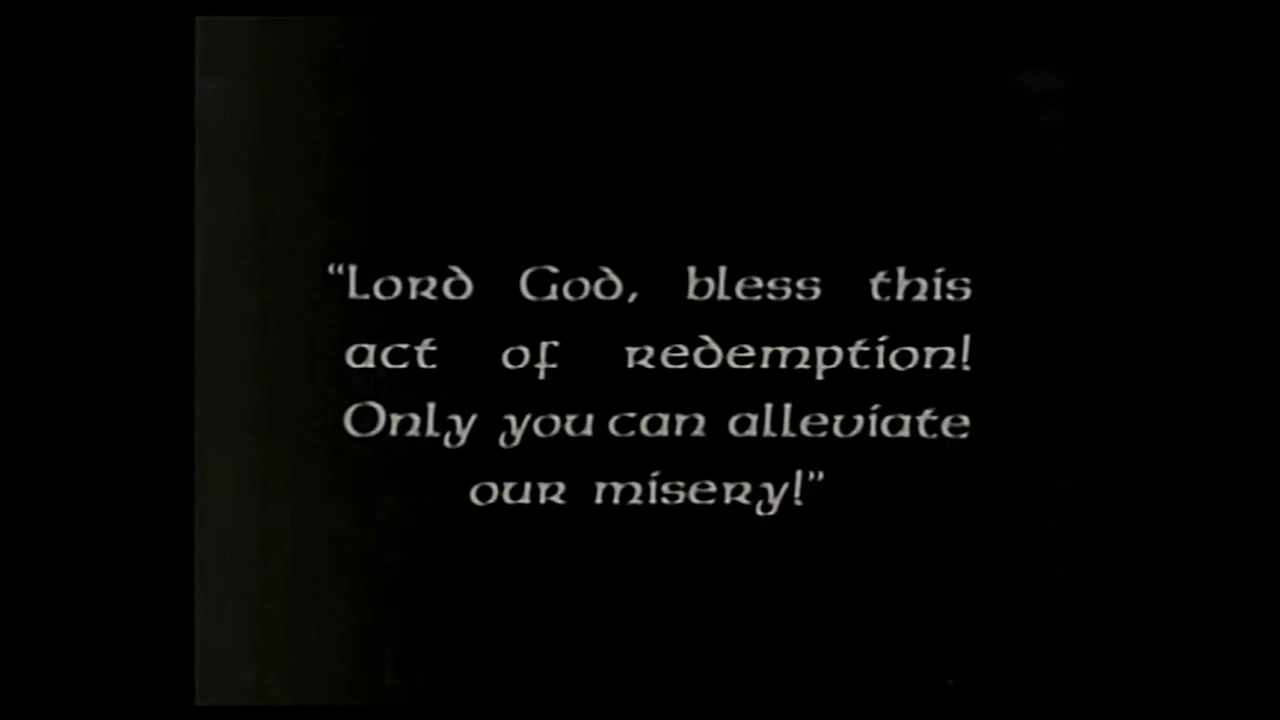 “Lord God, bless this
act of redemption!
Only you can alleviate
our misery!”